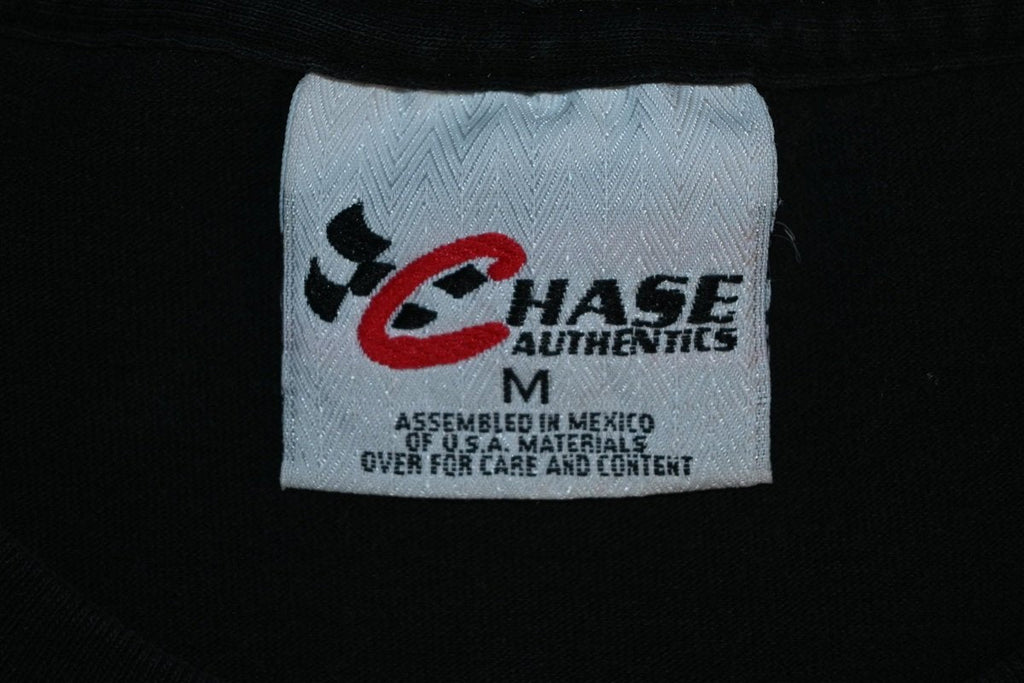 CHASE
AUTHENTICS
M
ASSEMBLED IN MEXICO
OF U.S.A. MATERIALS
OVER FOR CARE AND CONTENT